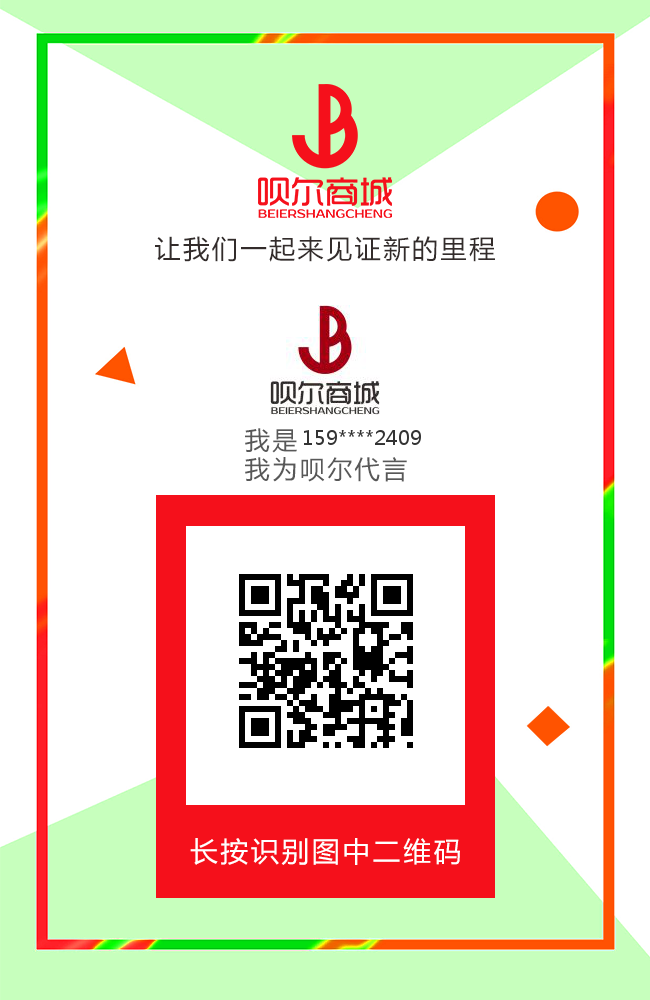 呗尔商城
BEIERSHANGCHENG
让我们一起来见证新的里程
呗尔商城
BEIERSHANGCHENG
我是 159****2409
我为呗尔代言
长按识别图中二维码